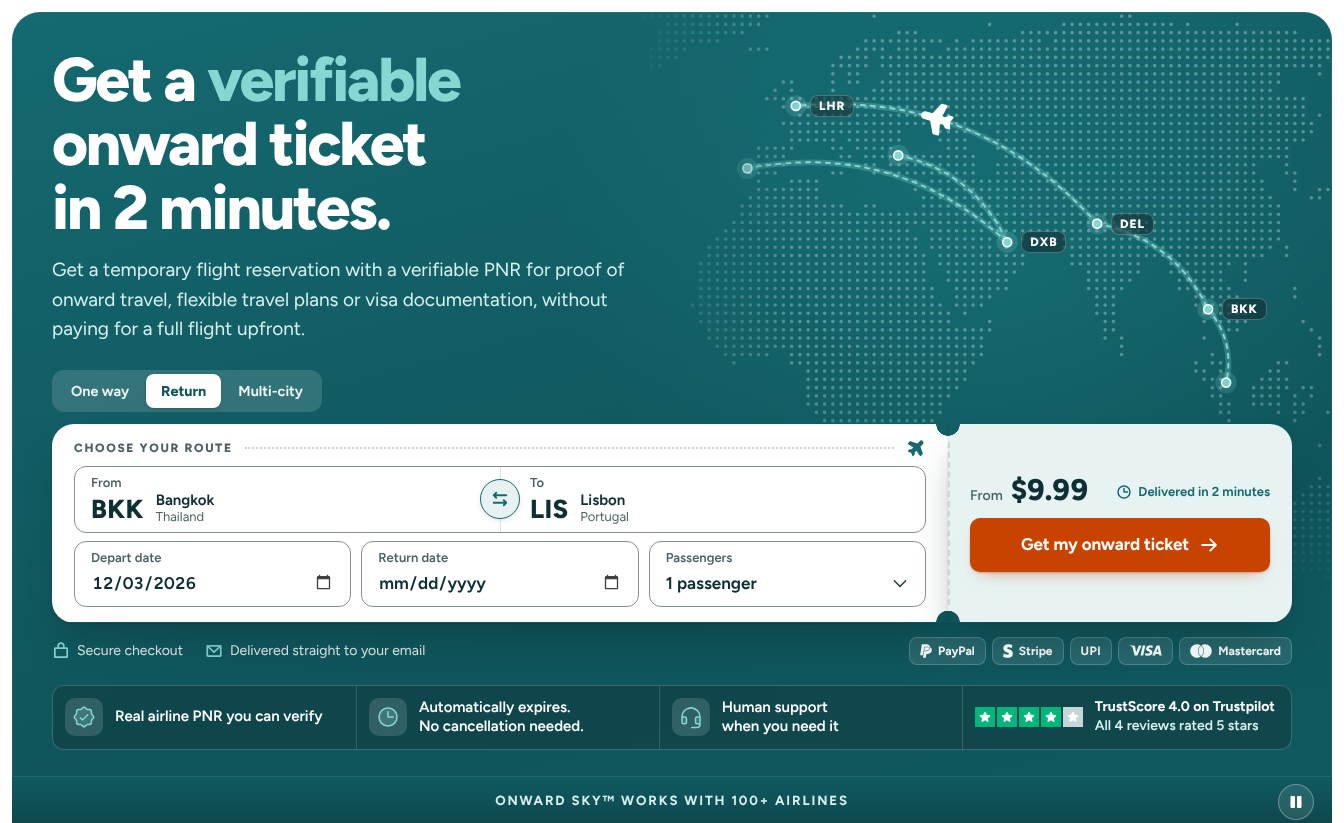 Get a verifiable
onward ticket
in 2 minutes.
Get a temporary flight reservation with a verifiable PNR for proof of
onward travel, flexible travel plans or visa documentation, without
paying for a full flight upfront.
LHR
DEL
DXB
BKK
One way Return Multi-city
CHOOSE YOUR ROUTE
From
BKK Bangkok
Thailand
To
LIS Lisbon
Portugal
Depart date
12/03/2026
Return date
mm/dd/yyyy
Passengers
1 passenger
From $9.99 Delivered in 2 minutes
Get my onward ticket
Secure checkout Delivered straight to your email
PayPal Stripe UPI VISA Mastercard
Real airline PNR you can verify
Automatically expires.
No cancellation needed.
Human support
when you need it
TrustScore 4.0 on Trustpilot
All 4 reviews rated 5 stars
ONWARD SKY™ WORKS WITH 100+ AIRLINES